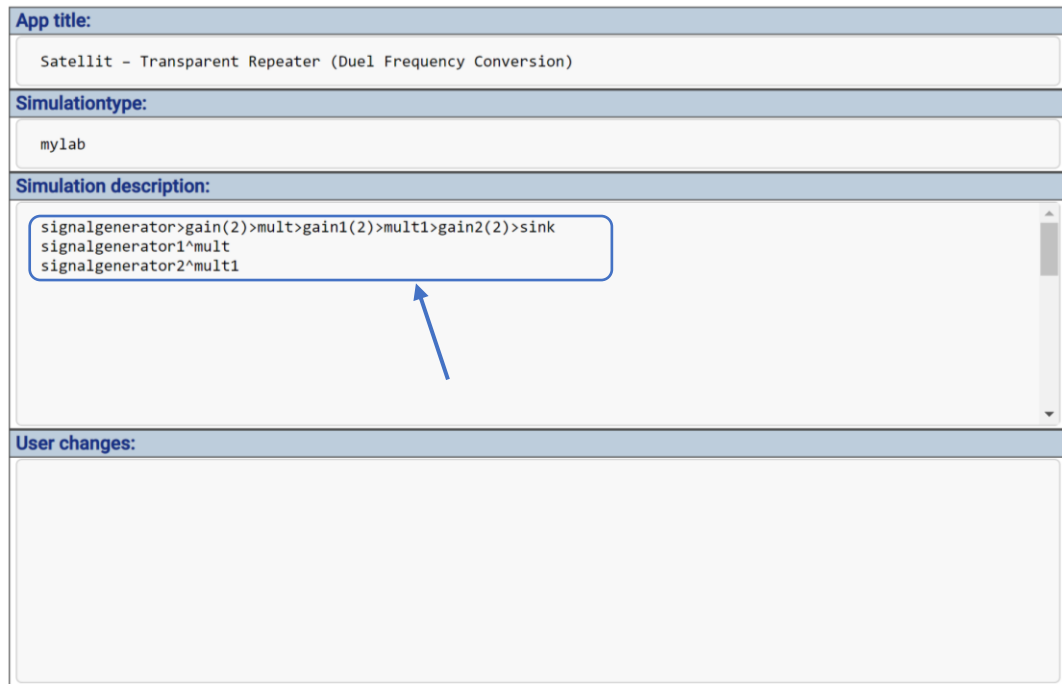 App title:
Satellit – Transparent Repeater (Duel Frequency Conversion)
Simulationtype:
mylab
Simulation description:
signalgenerator>gain(2)>mult>gain1(2)>mult1>gain2(2)>sink
signalgenerator1^mult
signalgenerator2^mult1
User changes: